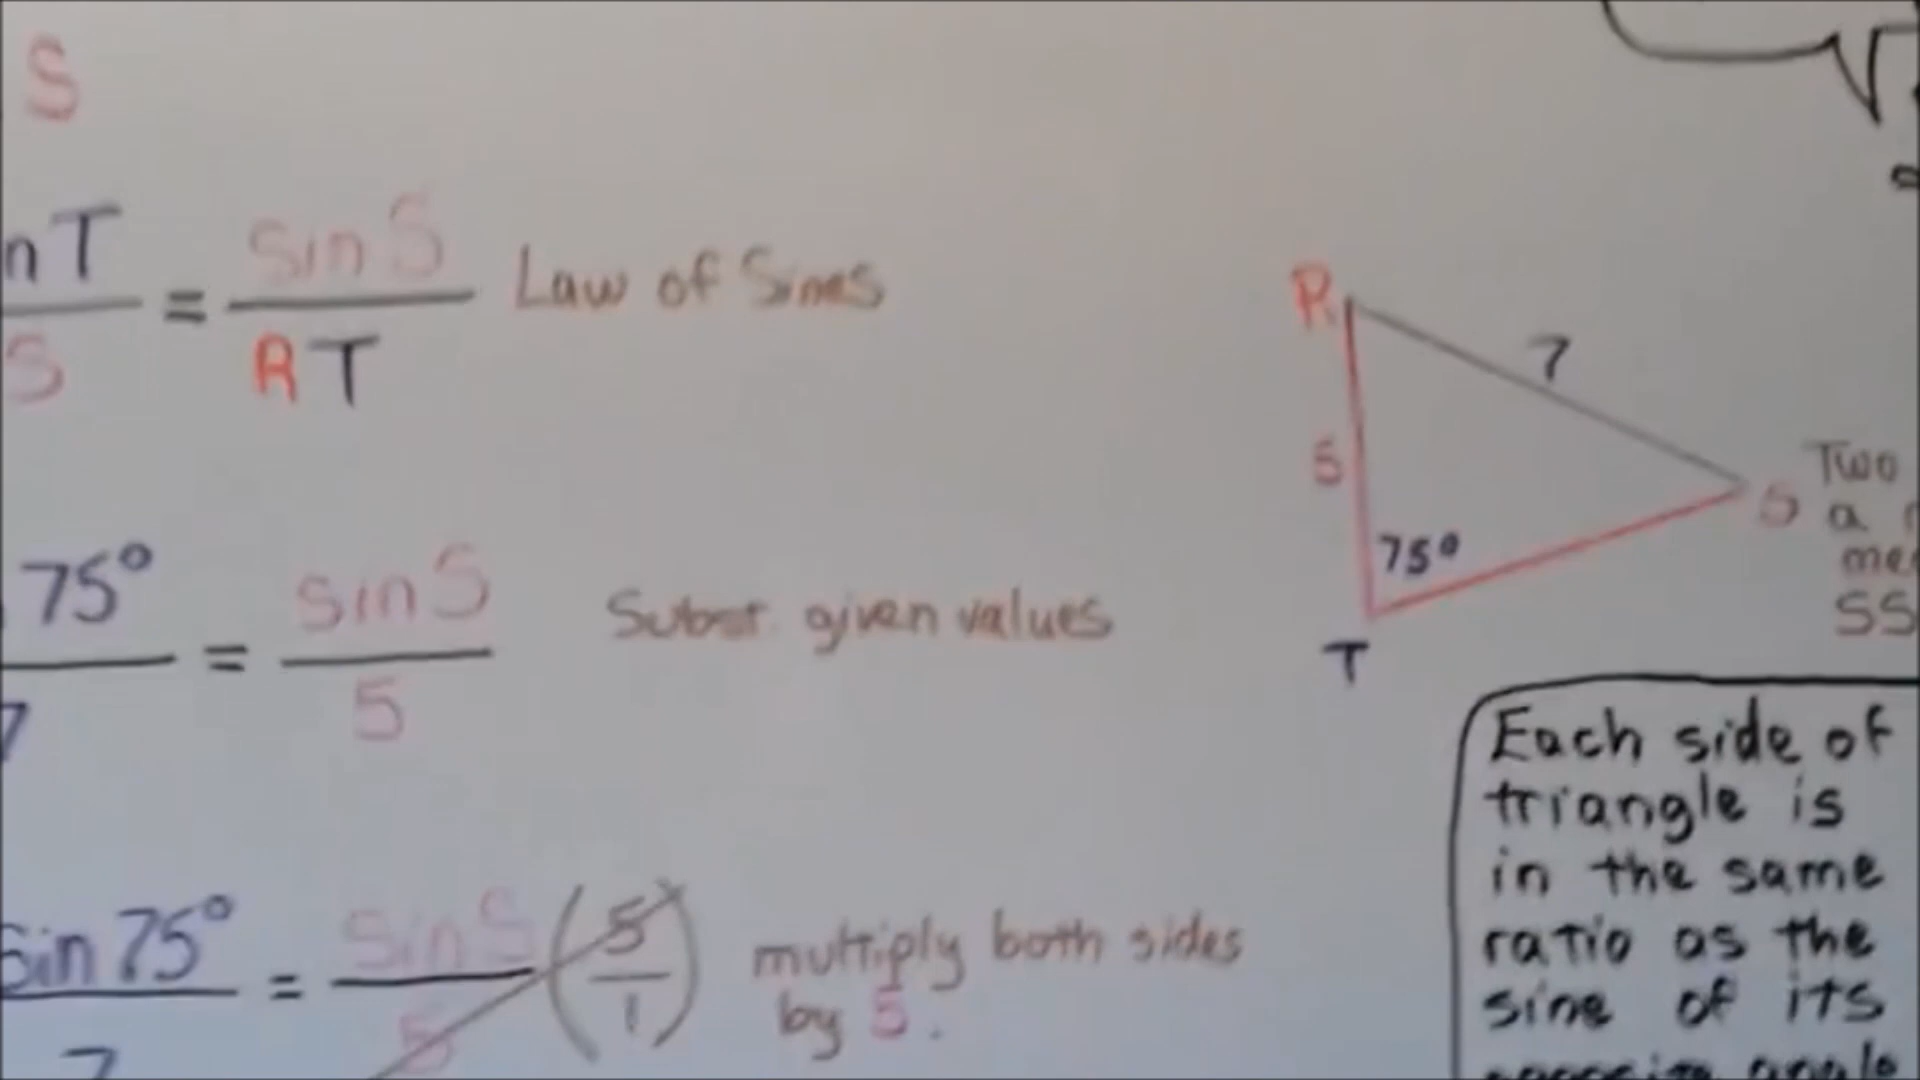 S
nT = sin S Law of Sines
S RT
R
7
5
S
75°
T
Two
a
SS
75° = sin S Subst. given values
7 5
Sin 75° = Sin S (5/1) multiply both sides
7 5 by 5.
Each side of
triangle is
in the same
ratio as the
sine of its
opposite angle